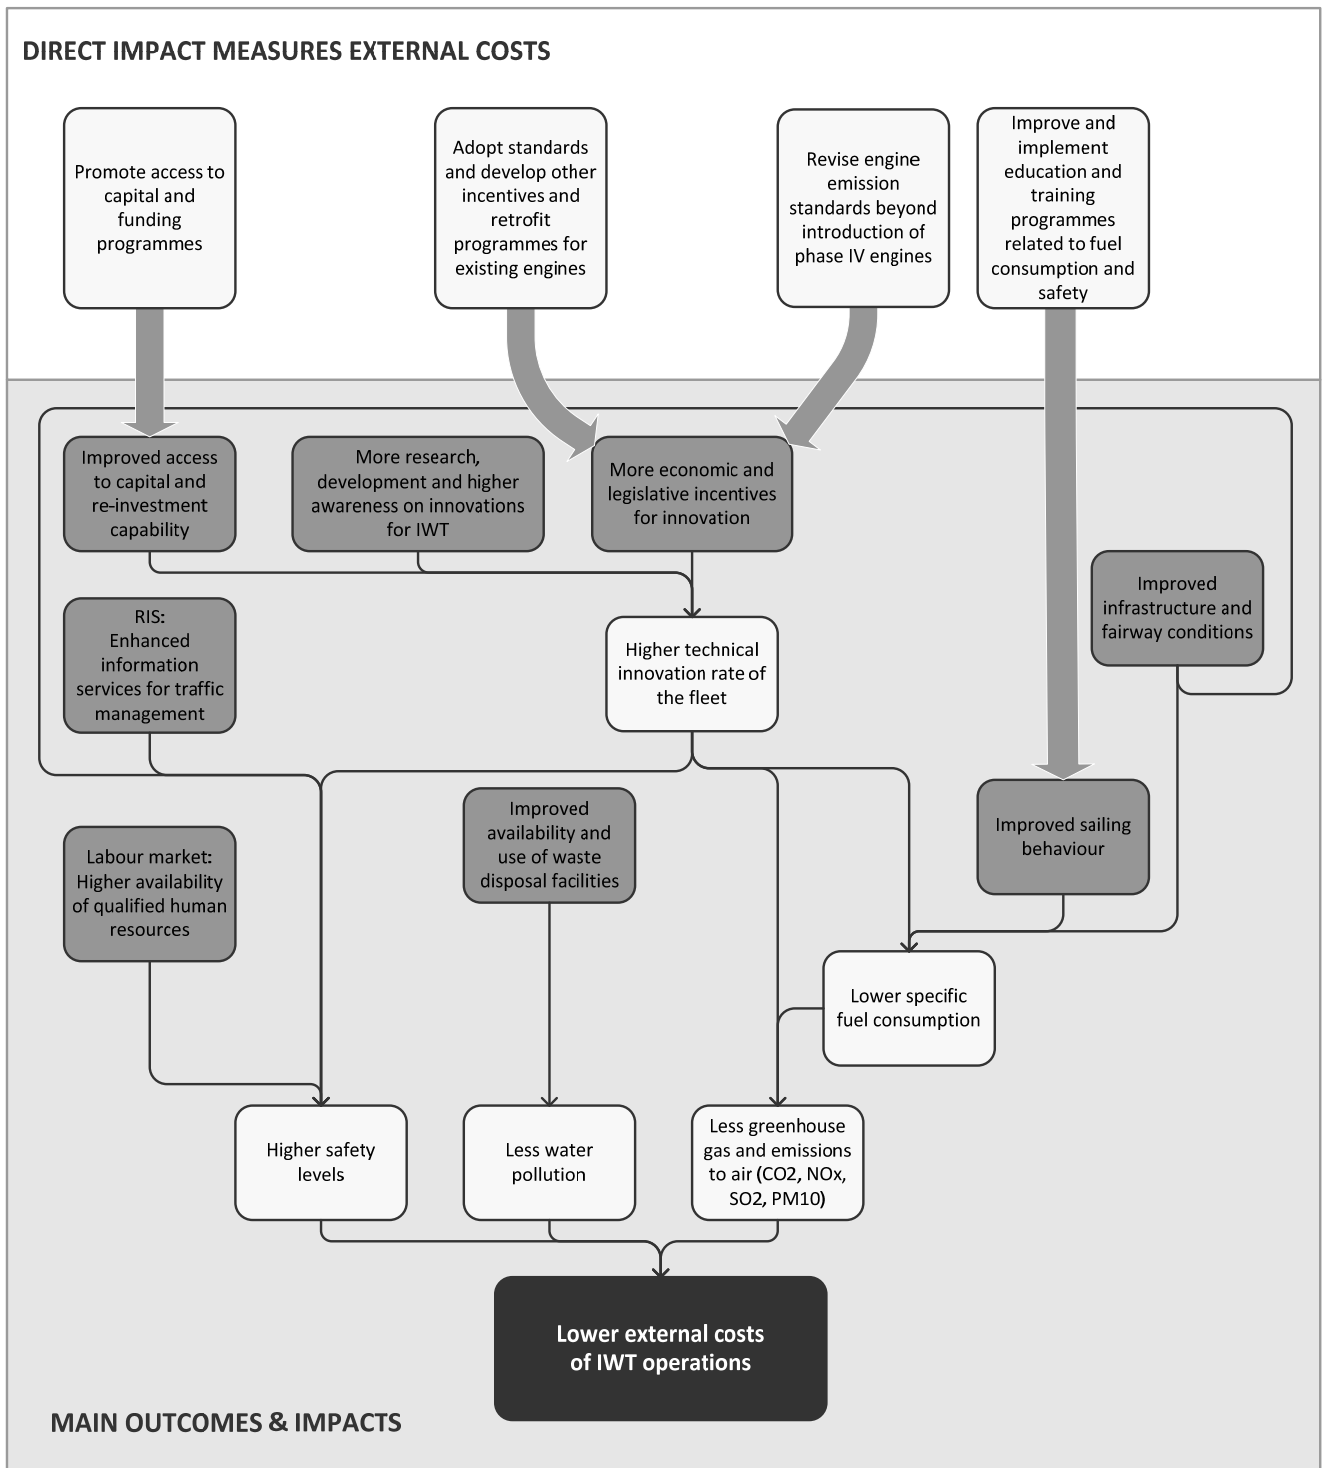 DIRECT IMPACT MEASURES EXTERNAL COSTS
Promote access to
capital and
funding
programmes
Adopt standards
and develop other
incentives and
retrofit
programmes for
existing engines
Revise engine
emission
standards beyond
introduction of
phase IV engines
Improve and
implement
education and
training
programmes
related to fuel
consumption and
safety
Improved access
to capital and
re-investment
capability
More research,
development and higher
awareness on innovations
for IWT
More economic and
legislative incentives
for innovation
Improved
infrastructure and
fairway conditions
RIS:
Enhanced
information
services for traffic
management
Higher technical
innovation rate of
the fleet
Improved
availability and
use of waste
disposal facilities
Improved sailing
behaviour
Labour market:
Higher availability
of qualified human
resources
Lower specific
fuel consumption
Higher safety
levels
Less water
pollution
Less greenhouse
gas and emissions
to air (CO2, NOx,
SO2, PM10)
Lower external costs
of IWT operations
MAIN OUTCOMES & IMPACTS